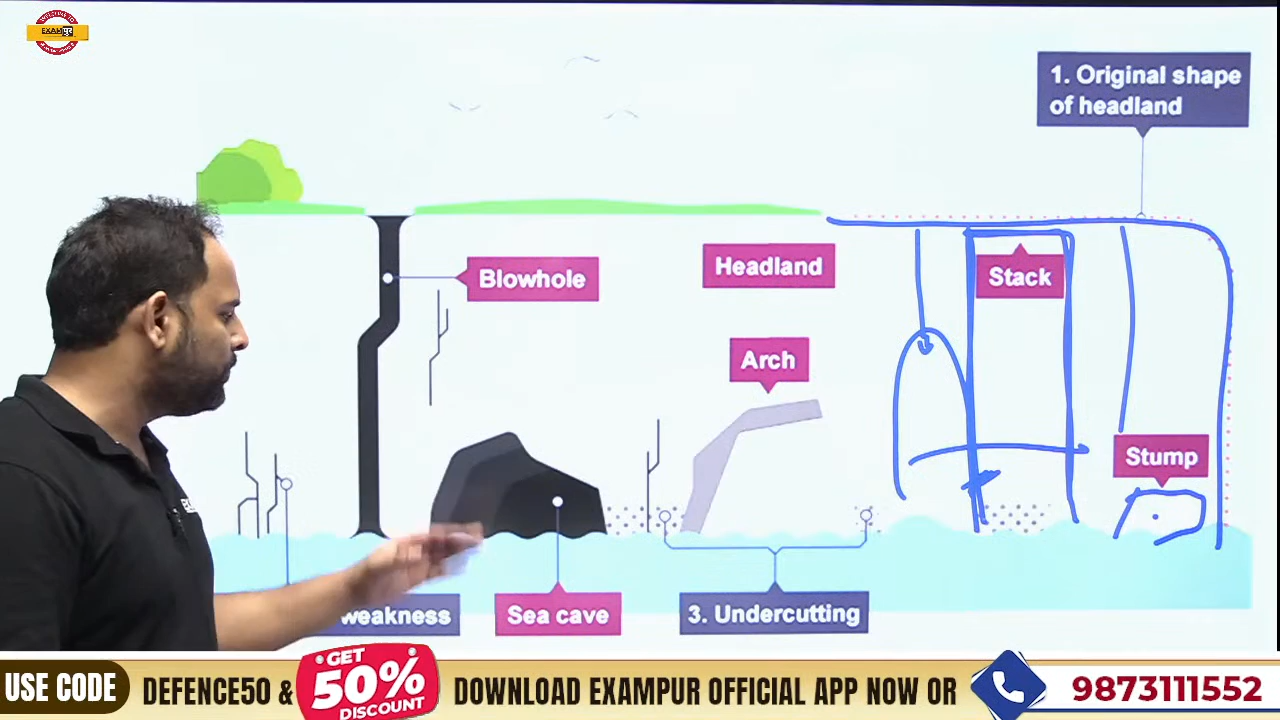 EXAM
1. Original shape
of headland
Blowhole
Headland
Stack
Arch
Stump
weakness
Sea cave
3. Undercutting
USE CODE
DEFENCE50 &
GET
50%
DISCOUNT
DOWNLOAD EXAMPUR OFFICIAL APP NOW OR
9873111552